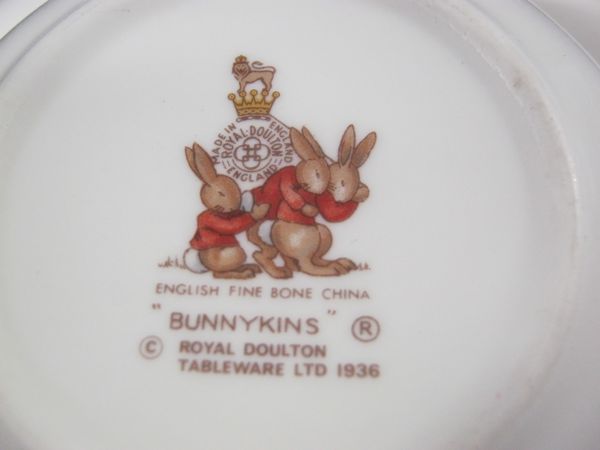 MADE IN ENGLAND
ROYAL·DOULTON
ENGLAND
ENGLISH FINE BONE CHINA
"BUNNYKINS" ®
© ROYAL DOULTON
TABLEWARE LTD 1936